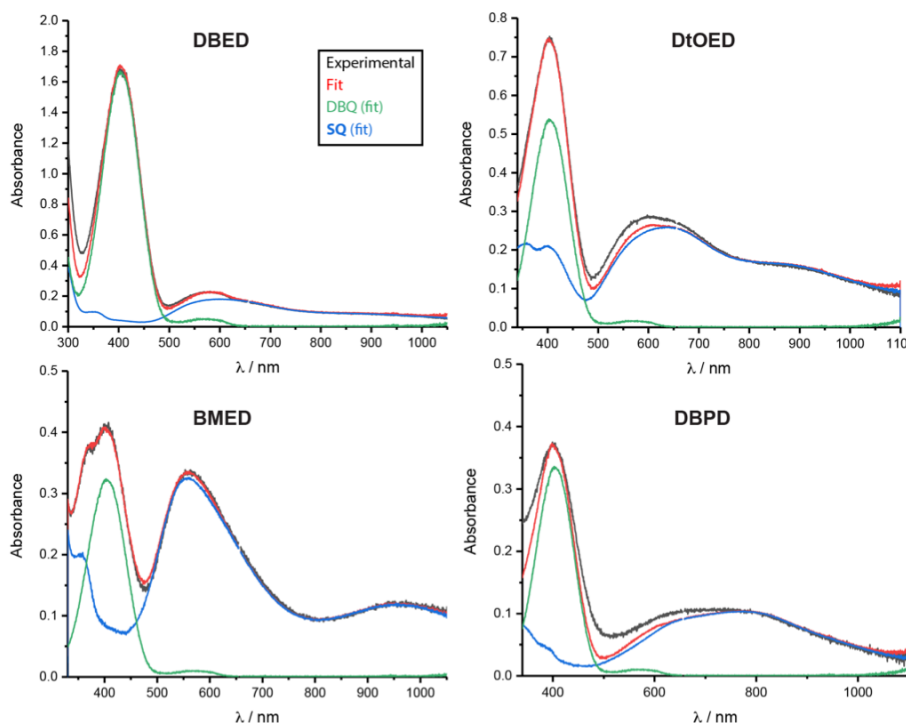 DBED
Experimental
Fit
DBQ (fit)
SQ (fit)
Absorbance
2.0
1.8
1.6
1.4
1.2
1.0
0.8
0.6
0.4
0.2
0.0
300 400 500 600 700 800 900 1000
λ / nm
DtOED
Absorbance
0.8
0.7
0.6
0.5
0.4
0.3
0.2
0.1
0.0
400 500 600 700 800 900 1000 110
λ / nm
BMED
Absorbance
0.5
0.4
0.3
0.2
0.1
0.0
400 500 600 700 800 900 1000
λ / nm
DBPD
Absorbance
0.5
0.4
0.3
0.2
0.1
0.0
400 600 800 1000
λ / nm